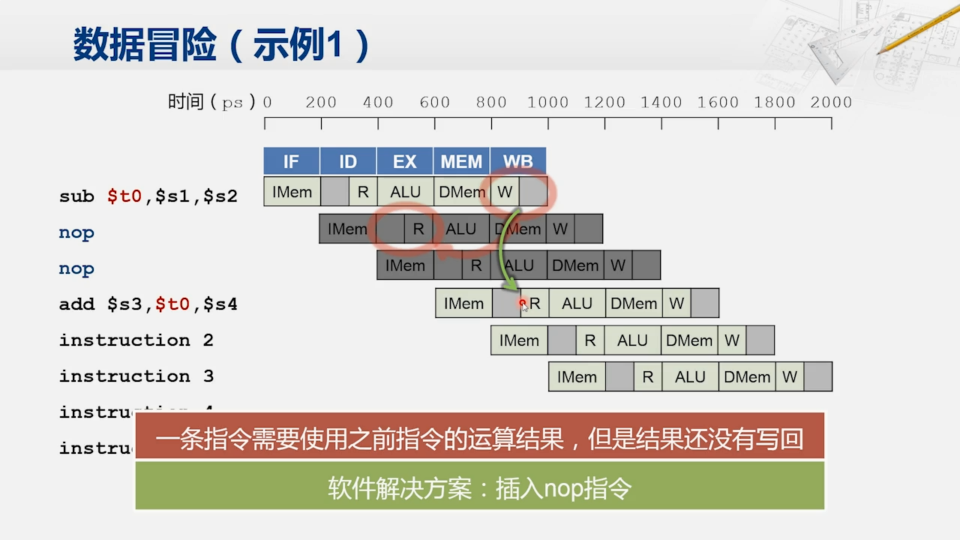 数据冒险（示例1）
时间（ps）0 200 400 600 800 1000 1200 1400 1600 1800 2000
IF ID EX MEM WB
sub $t0,$s1,$s2 IMem R ALU DMem W
nop IMem R ALU DMem W
nop IMem R ALU DMem W
add $s3,$t0,$s4 IMem R ALU DMem W
instruction 2 IMem R ALU DMem W
instruction 3 IMem R ALU DMem W
一条指令需要使用之前指令的运算结果，但是结果还没有写回
软件解决方案：插入nop指令